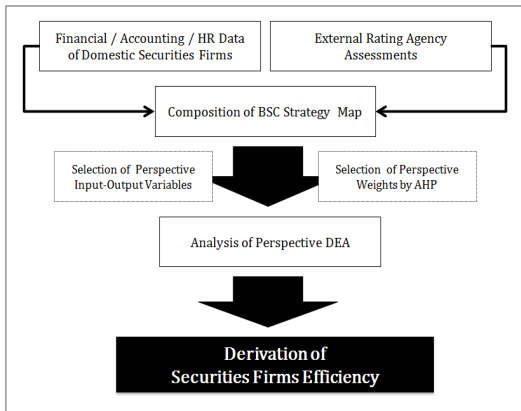 Financial / Accounting / HR Data
of Domestic Securities Firms
External Rating Agency
Assessments
Composition of BSC Strategy Map
Selection of Perspective
Input-Output Variables
Selection of Perspective
Weights by AHP
Analysis of Perspective DEA
Derivation of
Securities Firms Efficiency